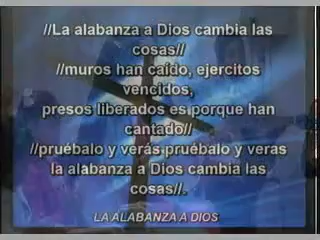 //La alabanza a Dios cambia las
cosas//
//muros han caído, ejercitos
vencidos,
presos liberados es porque han
cantado//
//pruébalo y verás pruébalo y veras
la alabanza a Dios cambia las
cosas//.
LA ALABANZA A DIOS